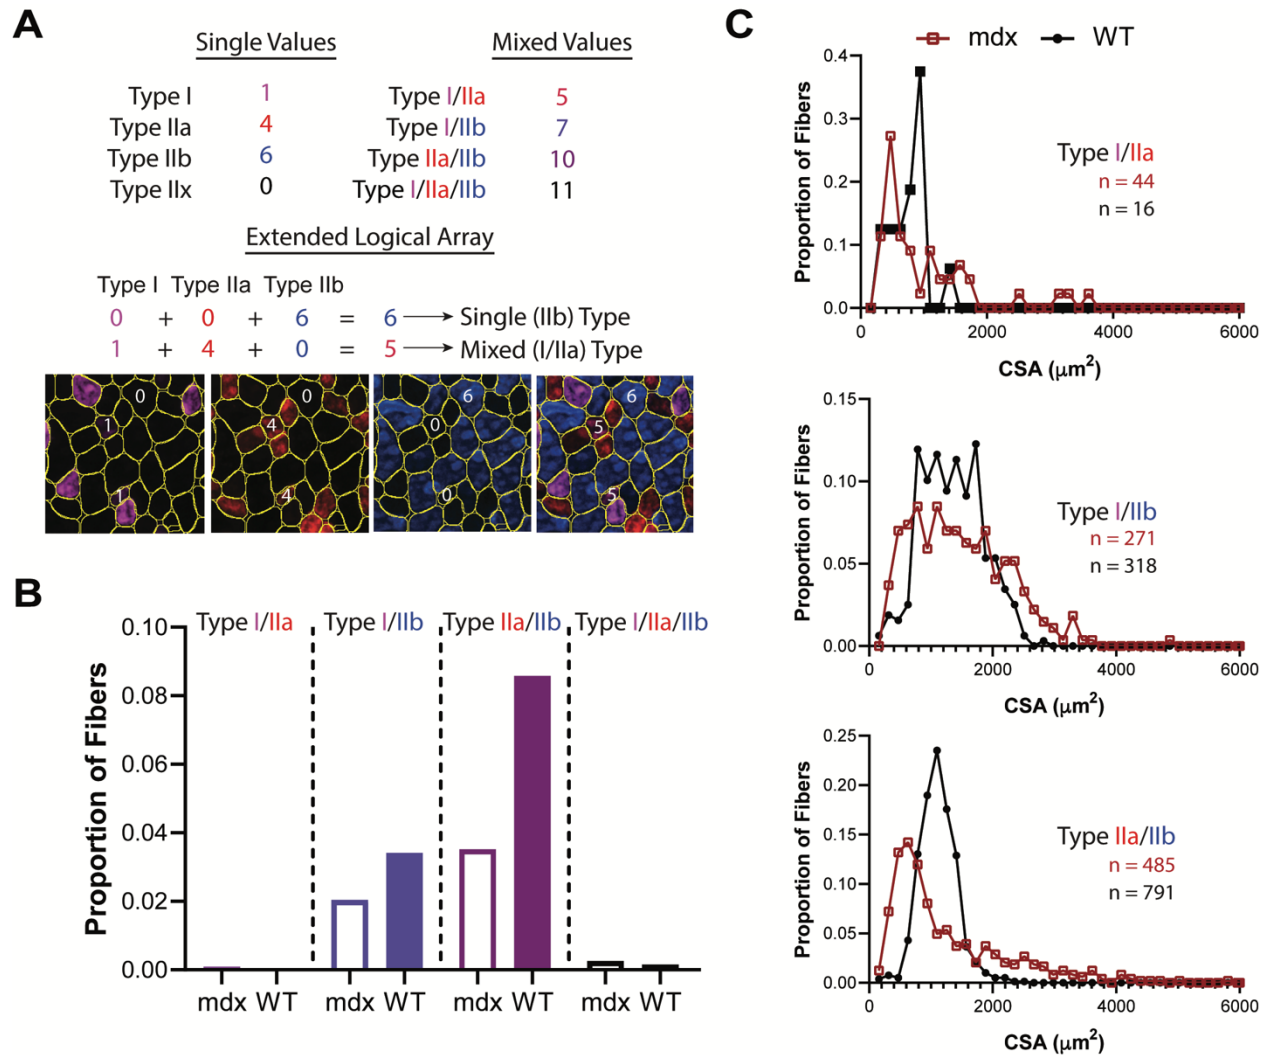 A
Single Values
Mixed Values
Type I 1
Type IIa 4
Type IIb 6
Type IIx 0
Type I/IIa 5
Type I/IIb 7
Type IIa/IIb 10
Type I/IIa/IIb 11
Extended Logical Array
Type I Type IIa Type IIb
0 + 0 + 6 = 6 Single (IIb) Type
1 + 4 + 0 = 5 Mixed (I/IIa) Type
0 0 6 6
1 4 0 5
1 4 0 5
B
Type I/IIa Type I/IIb Type IIa/IIb Type I/IIa/IIb
Proportion of Fibers
0.10
0.08
0.06
0.04
0.02
0.00
mdx WT mdx WT mdx WT mdx WT
C
mdx WT
Proportion of Fibers
0.4
0.3
0.2
0.1
0.0
Type I/IIa
n = 44
n = 16
0 2000 4000 6000
CSA (μm²)
Proportion of Fibers
0.15
0.10
0.05
0.00
Type I/IIb
n = 271
n = 318
0 2000 4000 6000
CSA (μm²)
Proportion of Fibers
0.25
0.20
0.15
0.10
0.05
0.00
Type IIa/IIb
n = 485
n = 791
0 2000 4000 6000
CSA (μm²)